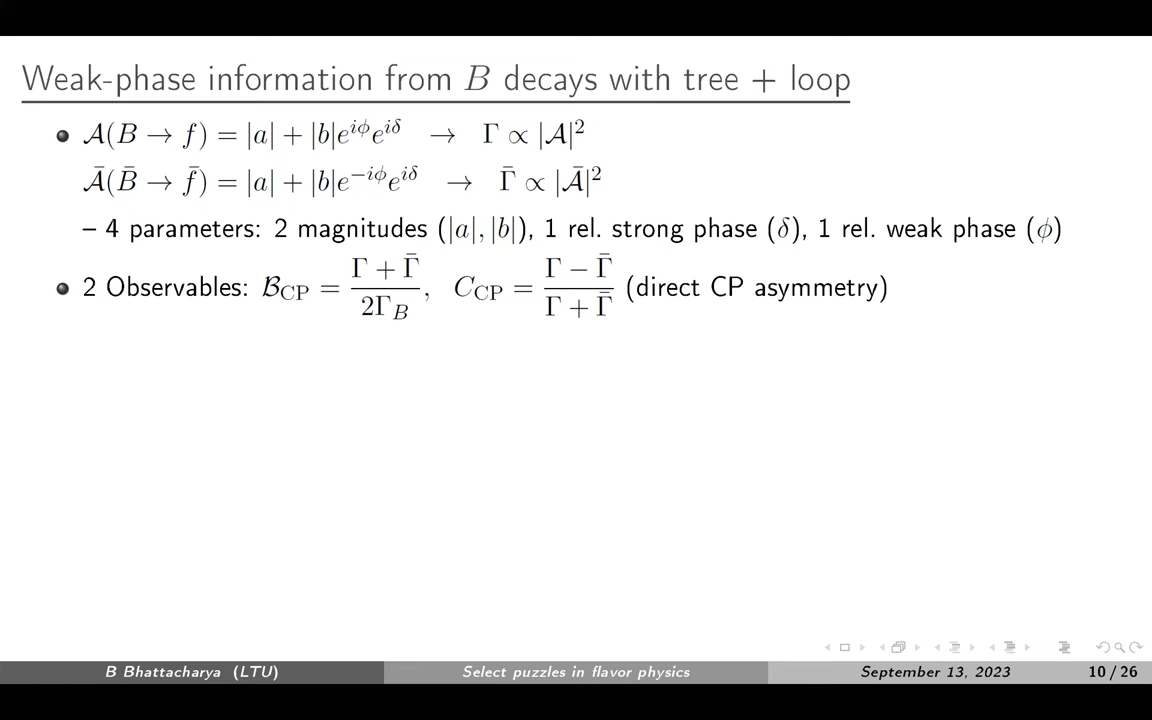 Weak-phase information from B decays with tree + loop
A(B → f) = |a| + |b|e^{iϕ}e^{iδ} → Γ ∝ |A|²
Ā(B̄ → f̄) = |a| + |b|e^{−iϕ}e^{iδ} → Γ̄ ∝ |Ā|²
– 4 parameters: 2 magnitudes (|a|, |b|), 1 rel. strong phase (δ), 1 rel. weak phase (ϕ)
2 Observables: B_CP = (Γ + Γ̄)/(2Γ_B), C_CP = (Γ − Γ̄)/(Γ + Γ̄) (direct CP asymmetry)
B Bhattacharya (LTU) Select puzzles in flavor physics September 13, 2023 10 / 26